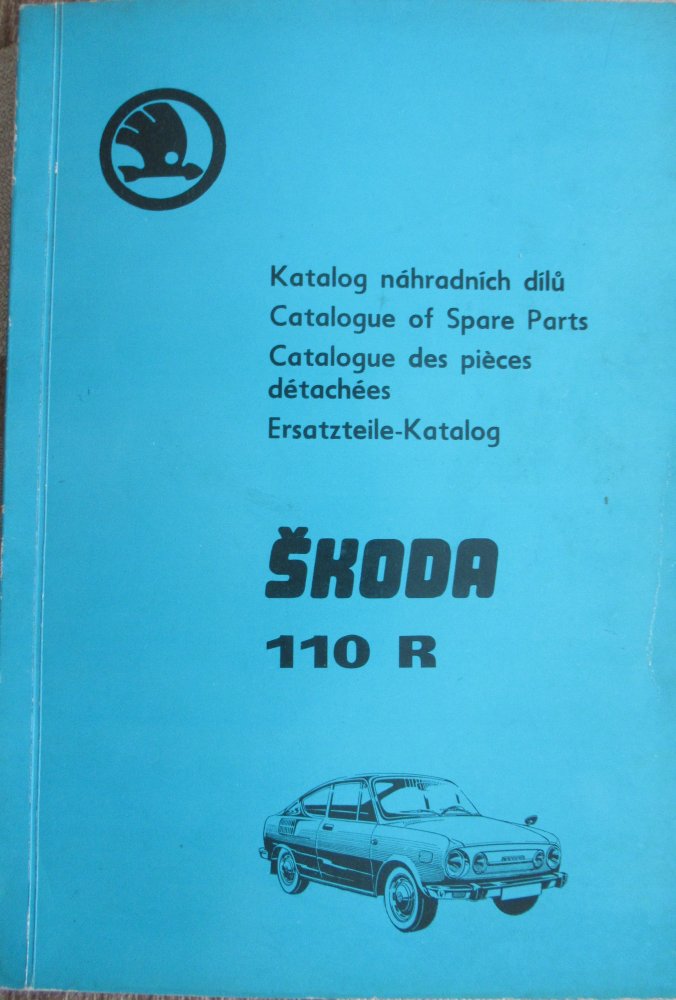 Katalog náhradních dílů
Catalogue of Spare Parts
Catalogue des pièces
détachées
Ersatzteile-Katalog
ŠKODA
110 R